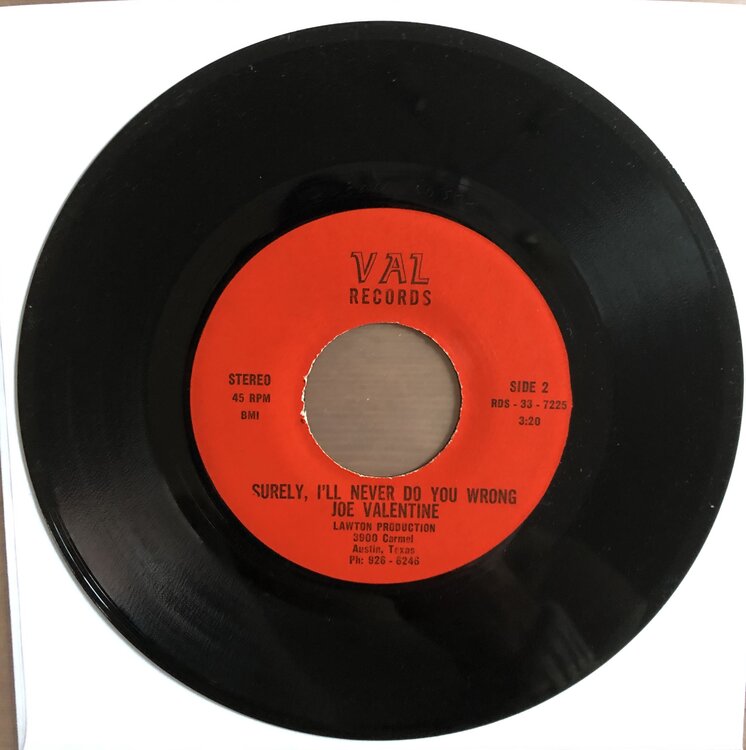 VAL
RECORDS
STEREO
45 RPM
BMI
SIDE 2
RDS - 33 - 7225
3:20
SURELY, I'LL NEVER DO YOU WRONG
JOE VALENTINE
LAWTON PRODUCTION
3900 Carmel
Austin, Texas
Ph: 926 - 6246